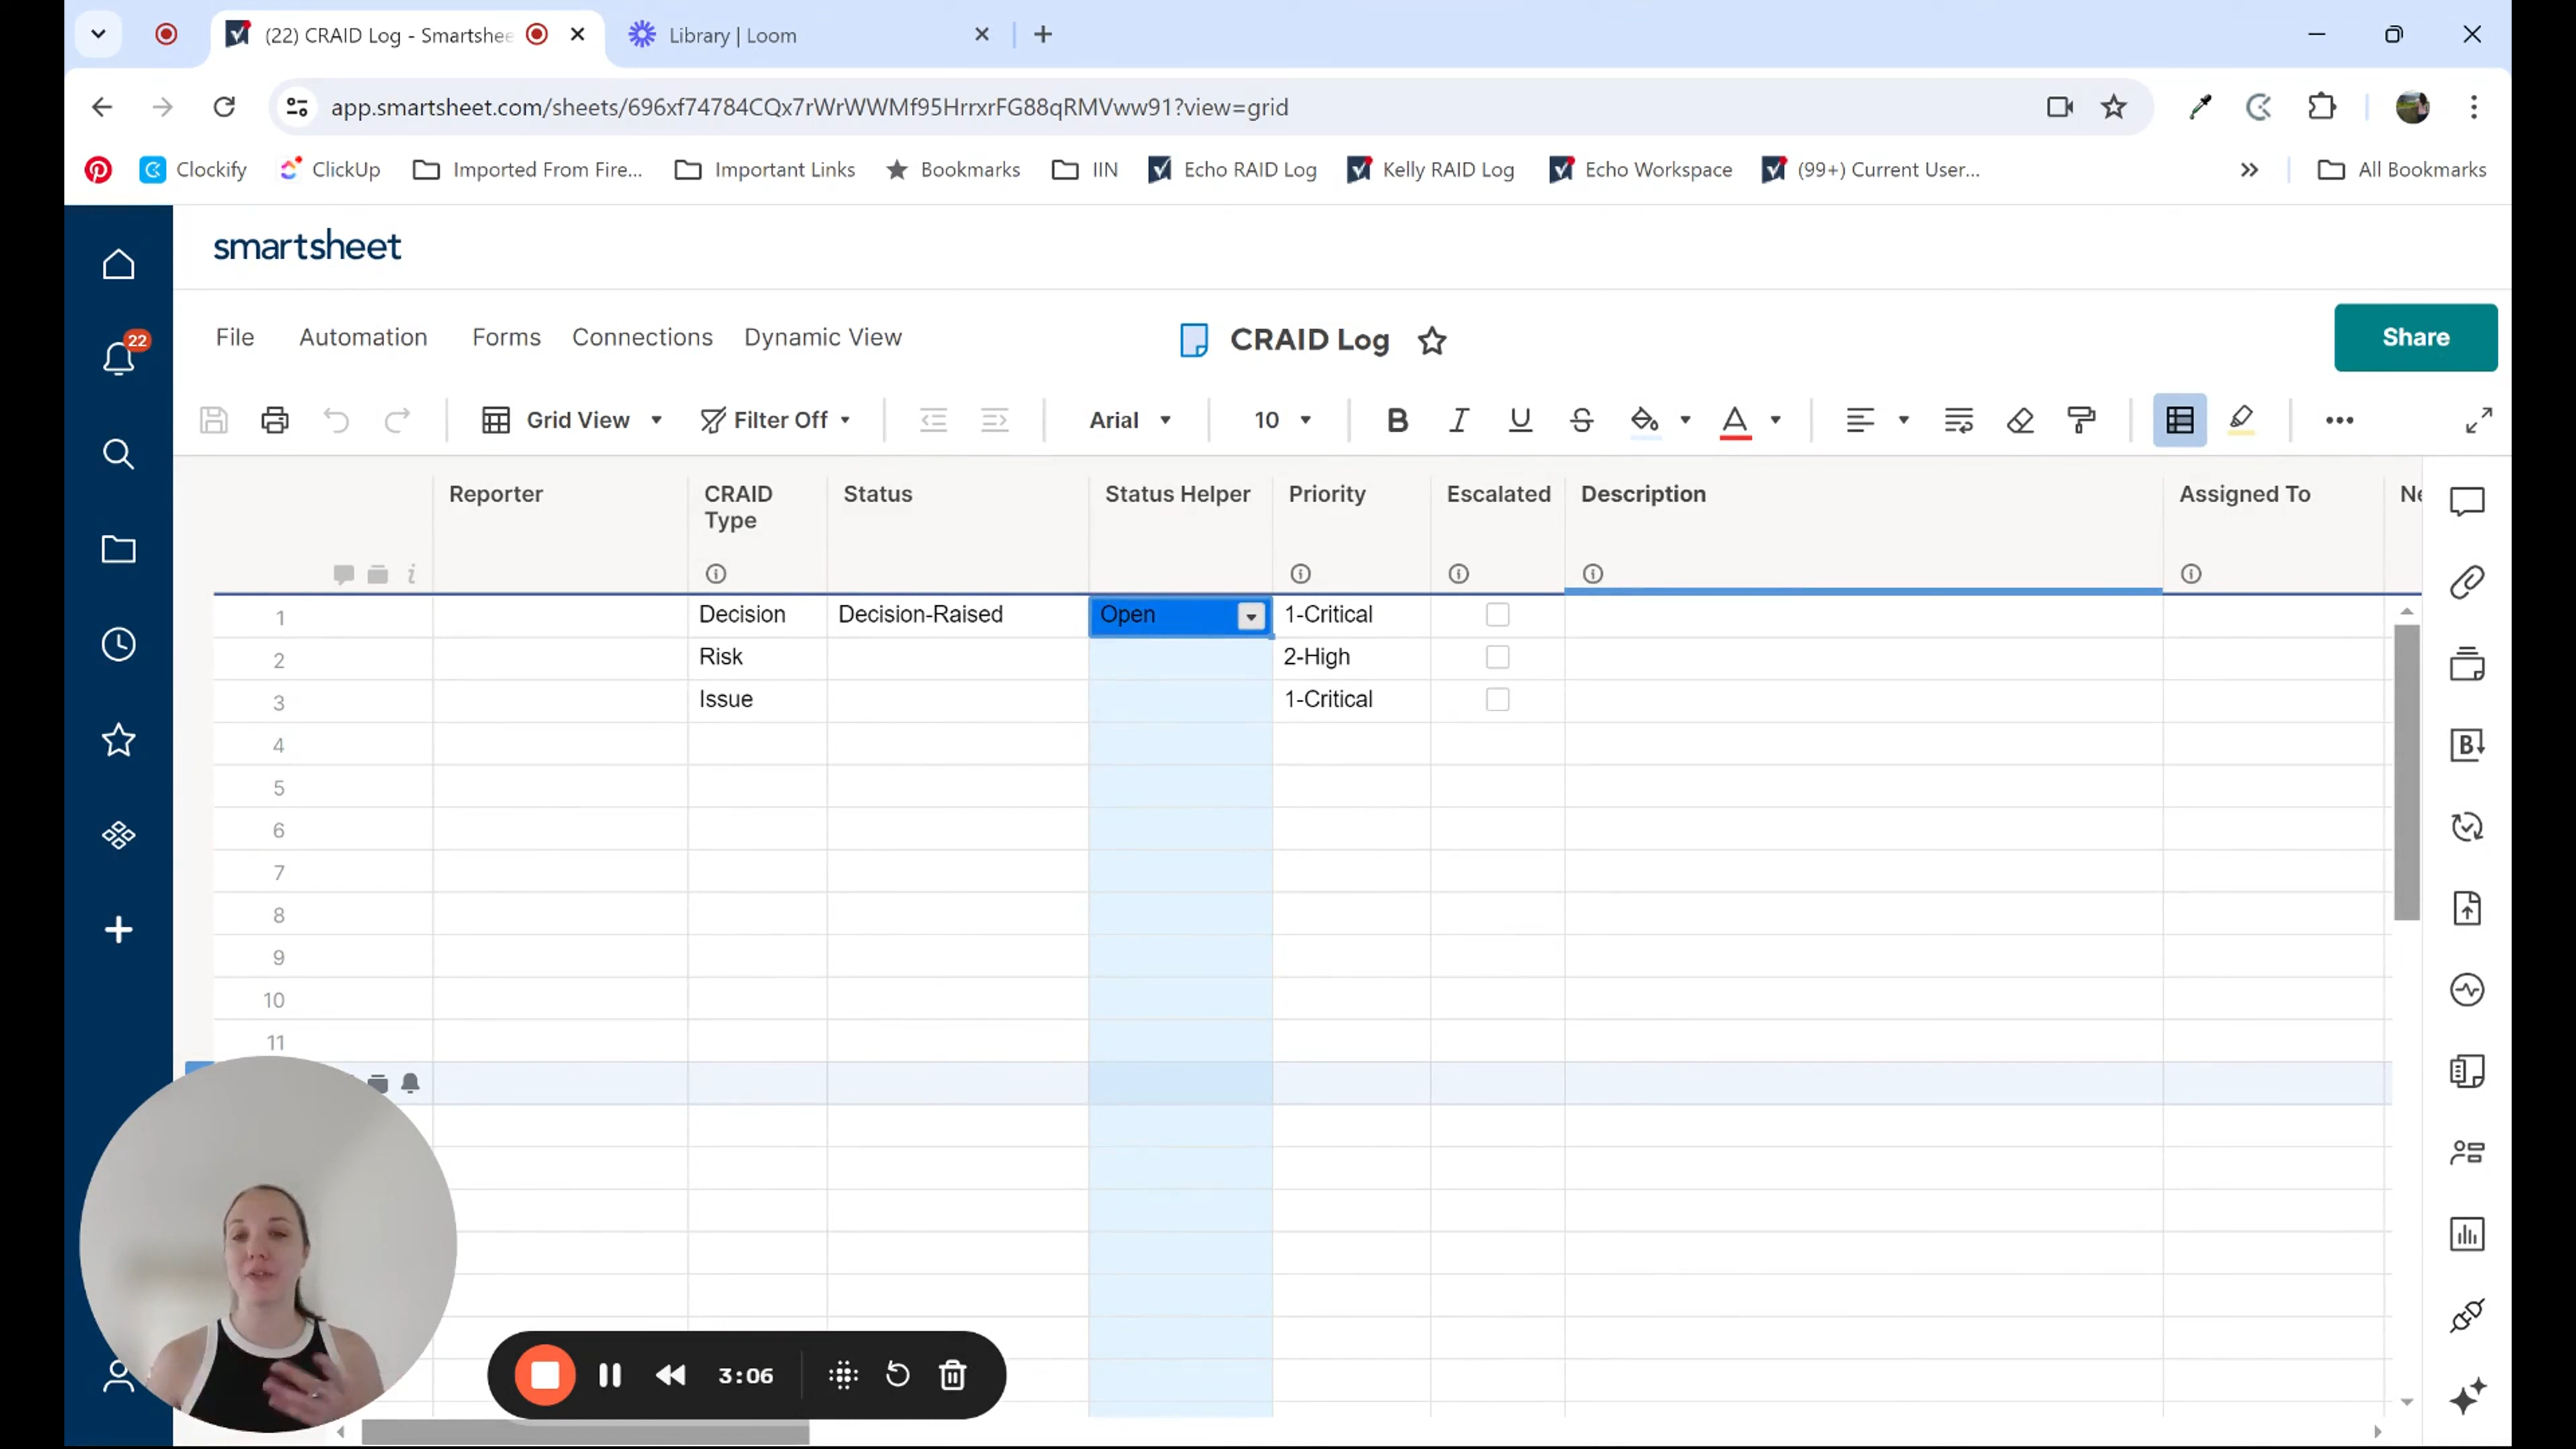 (22) CRAID Log - Smartshee
Library | Loom
app.smartsheet.com/sheets/696xf74784CQx7rWrWWMf95HrrxrFG88qRMVww91?view=grid
Clockify ClickUp Imported From Fire... Important Links Bookmarks IIN Echo RAID Log Kelly RAID Log Echo Workspace (99+) Current User... All Bookmarks
smartsheet
22
File Automation Forms Connections Dynamic View CRAID Log Share
Grid View Filter Off Arial 10 B I U S A
Reporter CRAID Type Status Status Helper Priority Escalated Description Assigned To Ne
1 Decision Decision-Raised Open 1-Critical
2 Risk 2-High
3 Issue 1-Critical
4
5
6
7
8
9
10
11
3:06